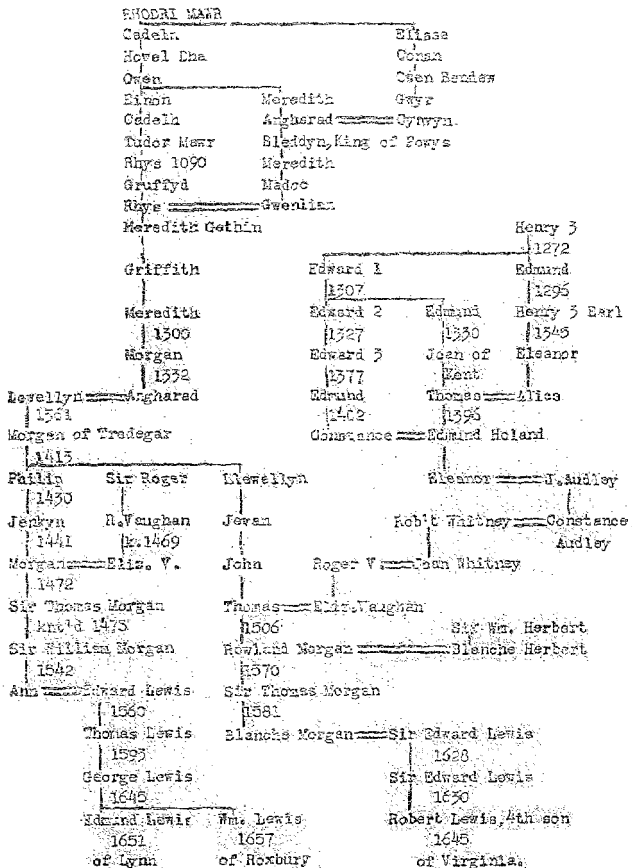 RHODRI MAWR
Cadeln Elisse
Howel Dha Conan
Owen Owen Bendew
Einon Meredith Gwyr
Cadelh Angharad Cynwyn
Tudor Mawr Bleddyn, King of Powys
Rhys 1090 Meredith
Gruffyd Madoc
Rhys Gwenlian
Meredith Gethin Henry 3
1272
Griffith Edward 1 Edmund
1307 1296
Meredith Edward 2 Edmund Henry 3 Earl
1300 1327 1330 1345
Morgan Edward 3 Joan of Eleanor
1332 1377 Kent
Lewellyn Angharad Edmund Thomas Alice
1361 1402 1396
Morgan of Tredegar Constance Edmund Holand
1413
Philip Sir Roger Llewellyn Eleanor J.Audley
1430
Jenkyn R.Vaughan Jevan Rob't Whitney Constance
1441 k.1469 Audley
Morgan Eliz. V. John Roger V. Joan Whitney
1472
Sir Thomas Morgan Thomas Eliz.Vaughan
knt'd 1473 1506 Sir Wm. Herbert
Sir William Morgan Rowland Morgan Blanche Herbert
1542 1570
Ann Edward Lewis Sir Thomas Morgan
1560 1581
Thomas Lewis Blanche Morgan Sir Edward Lewis
1593 1628
George Lewis Sir Edward Lewis
1645 1630
Edmund Lewis Wm. Lewis Robert Lewis, 4th son
1651 1657 1645
of Lynn of Roxbury of Virginia.